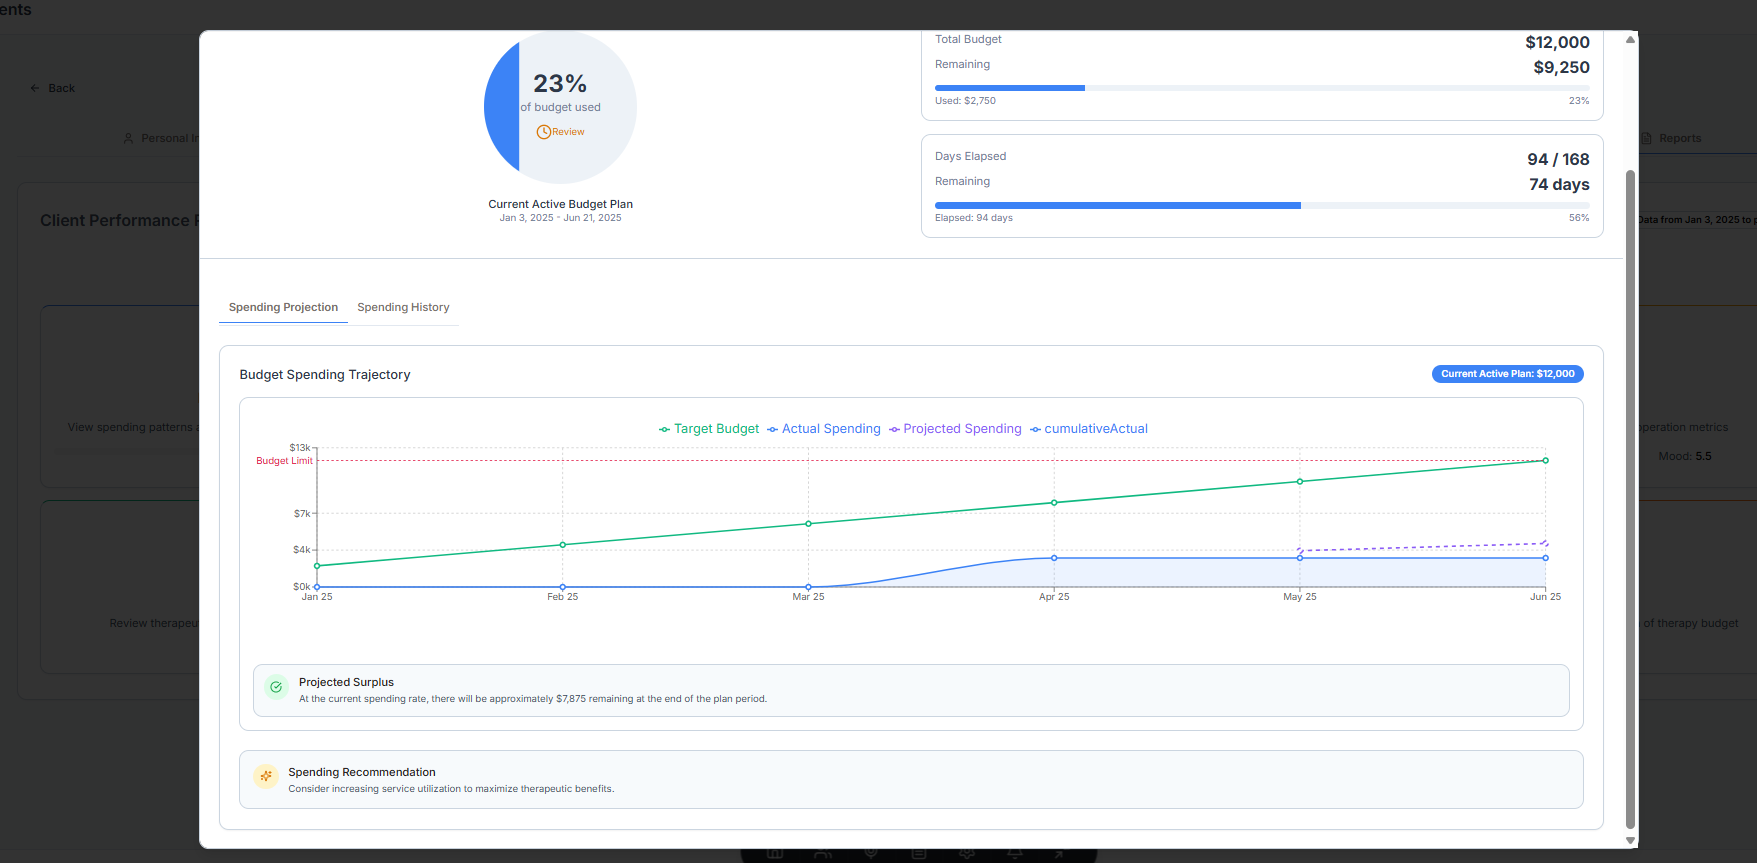 ents
Back
Personal In
Reports
Client Performance
Data from Jan 3, 2025 to p
View spending patterns a
operation metrics
Mood: 5.5
Review therapeu
of therapy budget
23%
of budget used
Review
Current Active Budget Plan
Jan 3, 2025 - Jun 21, 2025
Total Budget
$12,000
Remaining
$9,250
Used: $2,750
23%
Days Elapsed
94 / 168
Remaining
74 days
Elapsed: 94 days
56%
Spending Projection
Spending History
Budget Spending Trajectory
Current Active Plan: $12,000
Target Budget
Actual Spending
Projected Spending
cumulativeActual
$13k
Budget Limit
$7k
$4k
$0k
Jan 25
Feb 25
Mar 25
Apr 25
May 25
Jun 25
Projected Surplus
At the current spending rate, there will be approximately $7,875 remaining at the end of the plan period.
Spending Recommendation
Consider increasing service utilization to maximize therapeutic benefits.